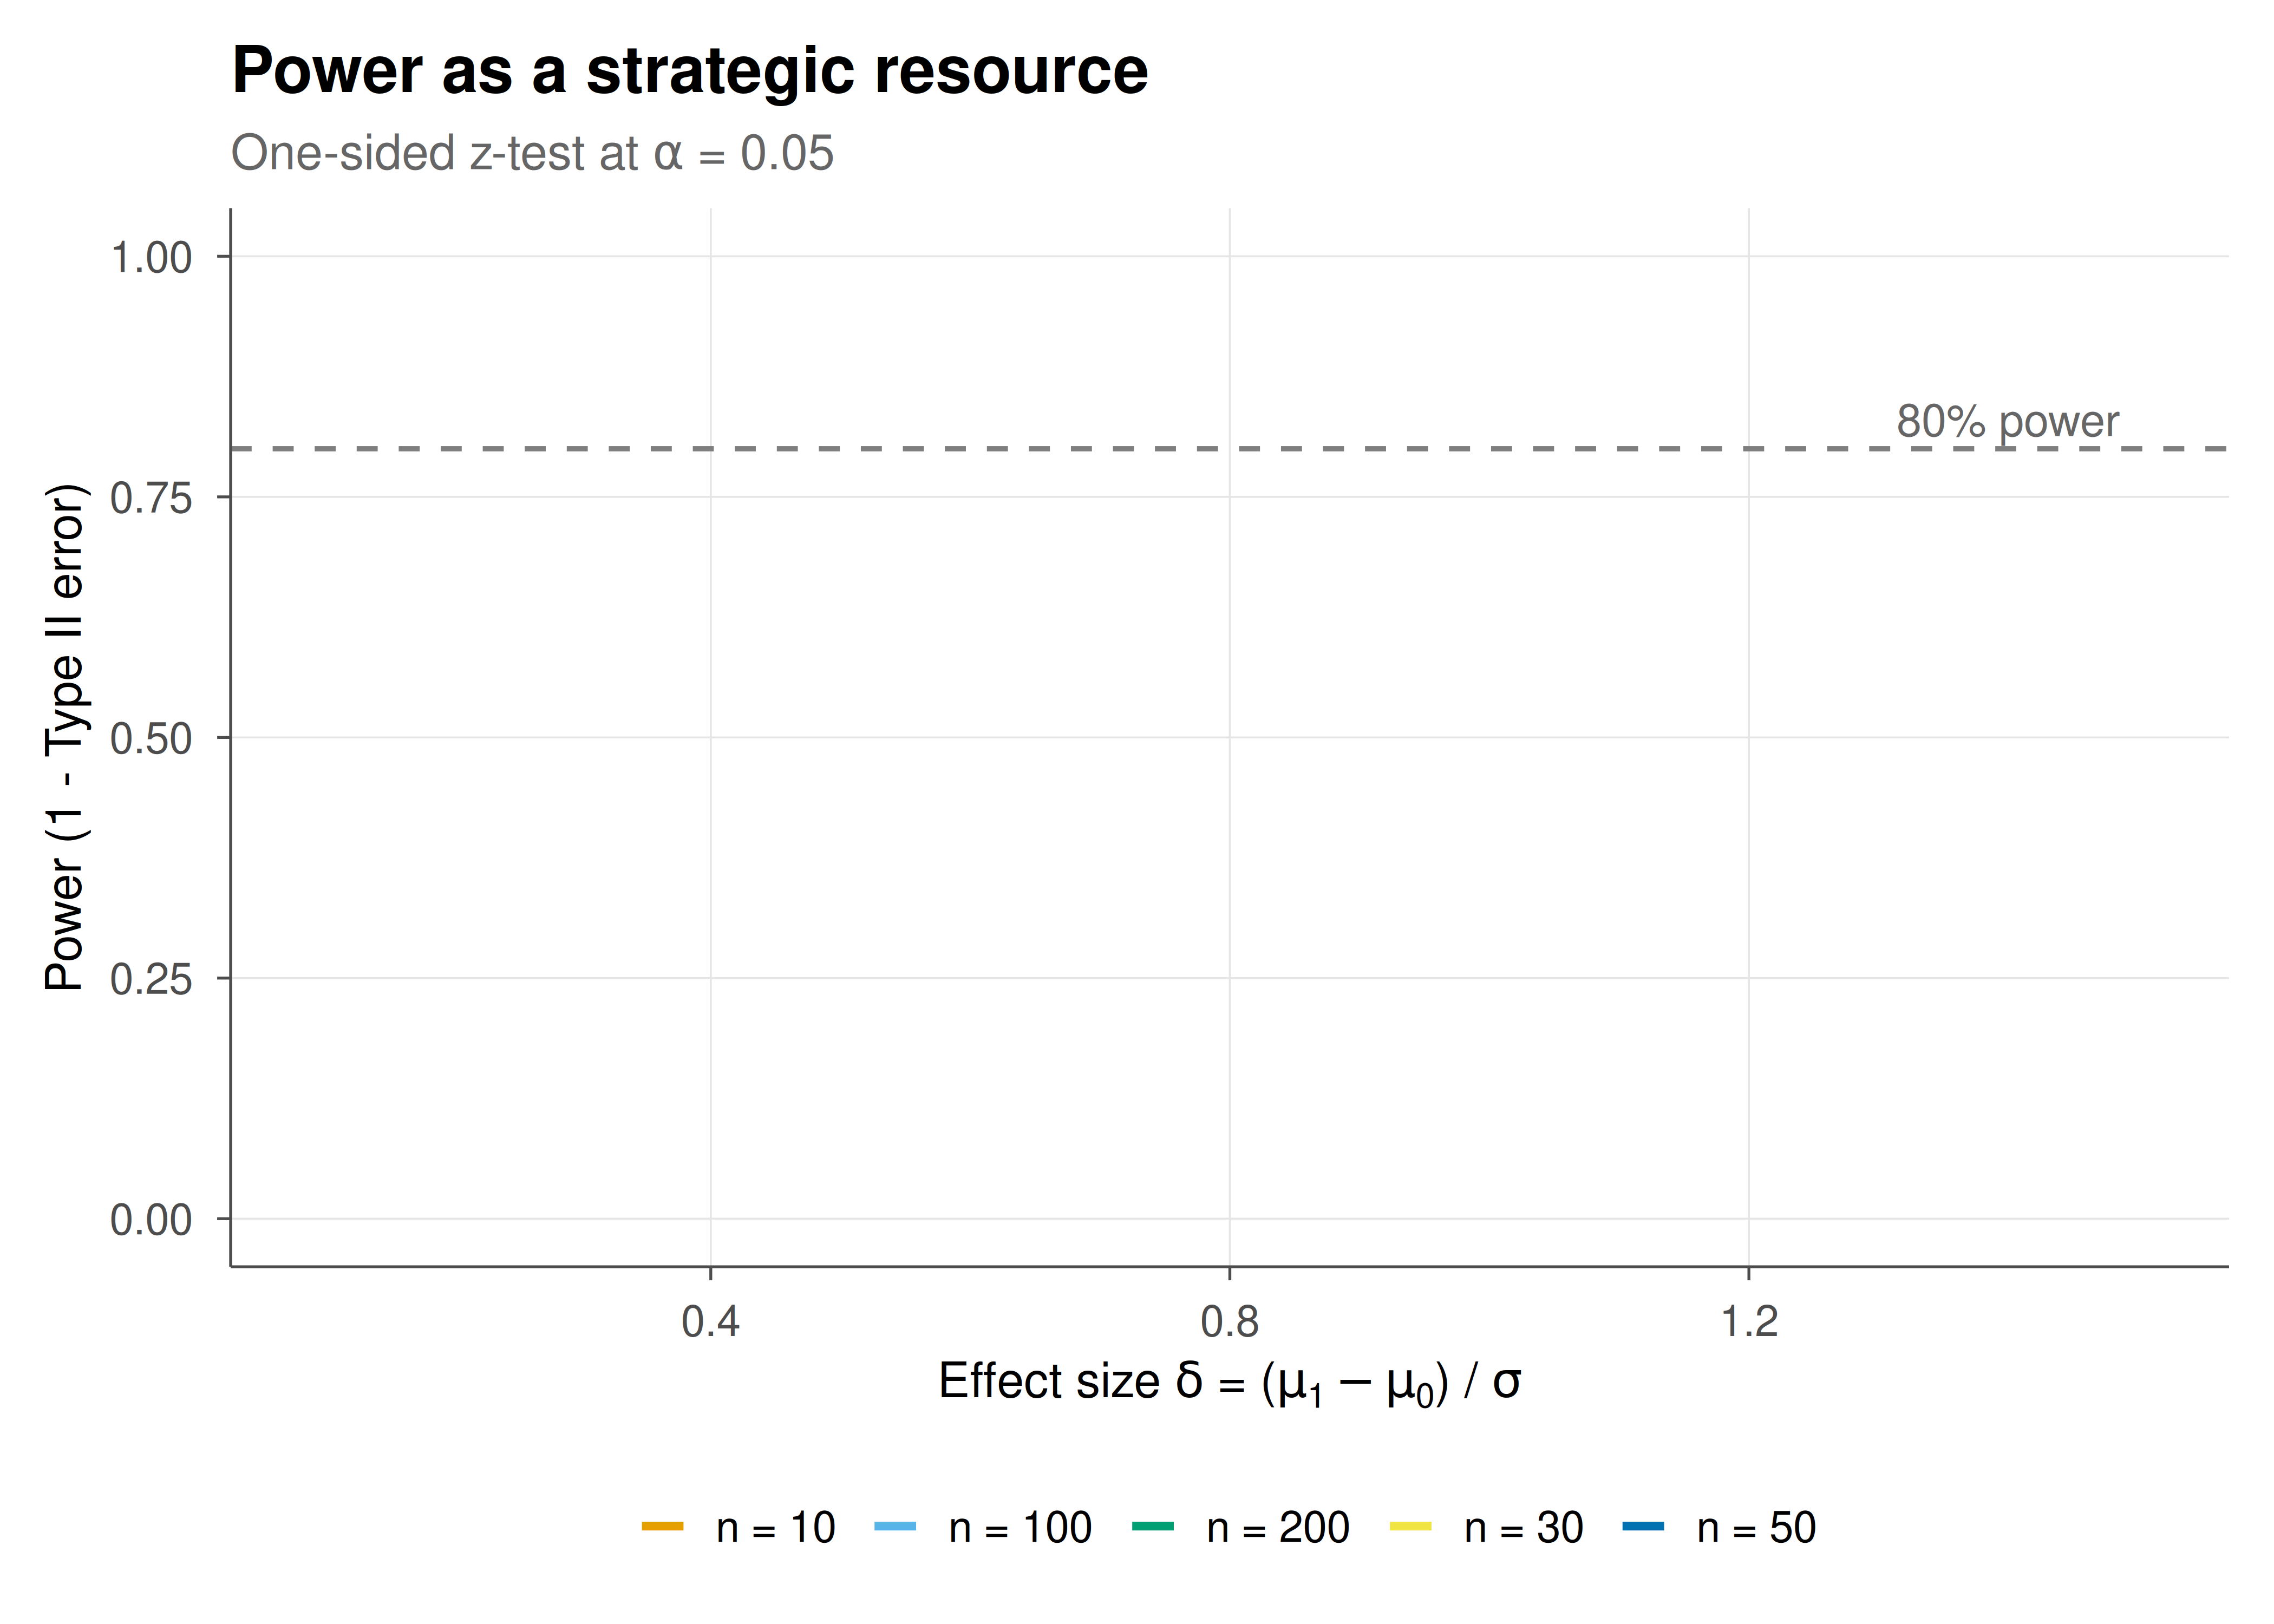 Power as a strategic resource
One-sided z-test at α = 0.05
1.00
80% power
0.75
0.50
0.25
0.00
Power (1 - Type II error)
0.4 0.8 1.2
Effect size δ = (μ₁ − μ₀) / σ
n = 10 n = 100 n = 200 n = 30 n = 50